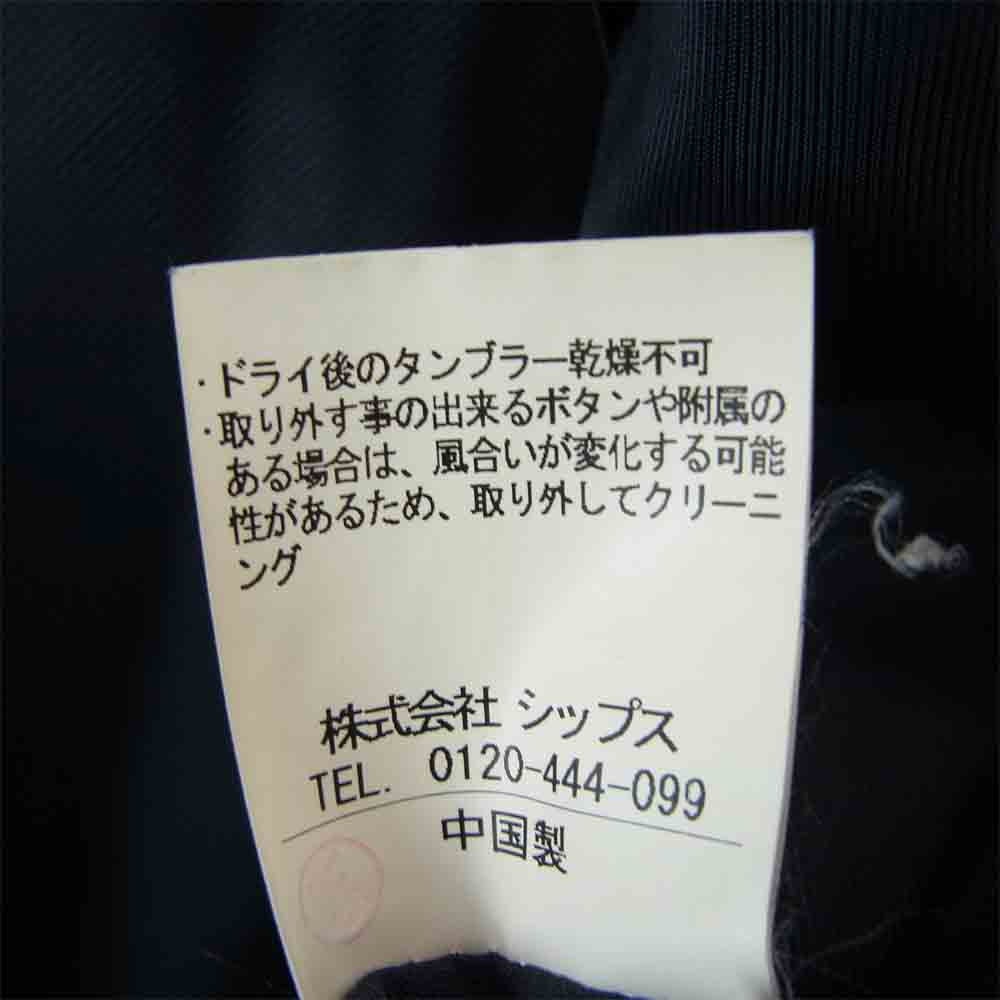 ・ドライ後のタンブラー乾燥不可
・取り外す事の出来るボタンや附属の
ある場合は、風合いが変化する可能
性があるため、取り外してクリーニ
ング
株式会社 シップス
TEL. 0120-444-099
中国製